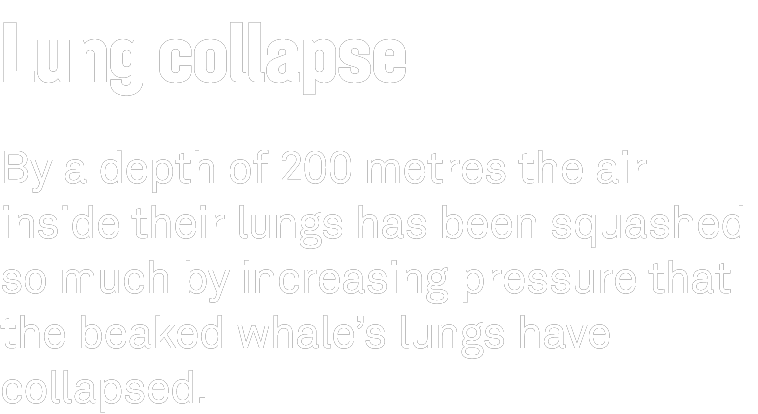 Lung collapse
By a depth of 200 metres the air
inside their lungs has been squashed
so much by increasing pressure that
the beaked whale’s lungs have
collapsed.